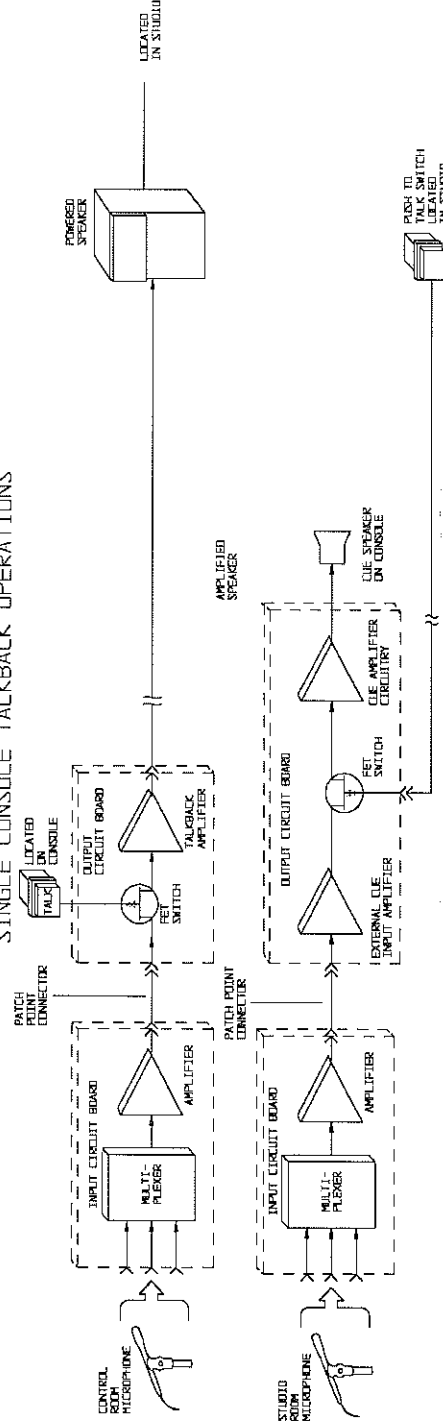 SINGLE CONSOLE TALKBACK OPERATIONS
CONTROL
ROOM
MICROPHONE
INPUT CIRCUIT BOARD
MULTI-
PLEXER
AMPLIFIER
PATCH
POINT
CONNECTOR
LOCATED
ON
CONSOLE
TALK
OUTPUT
CIRCUIT BOARD
FET
SWITCH
TALKBACK
AMPLIFIER
POWERED
SPEAKER
LOCATED
IN STUDIO
AMPLIFIED
SPEAKER
STUDIO
ROOM
MICROPHONE
INPUT CIRCUIT BOARD
MULTI-
PLEXER
AMPLIFIER
PATCH POINT
CONNECTOR
OUTPUT CIRCUIT BOARD
EXTERNAL CUE
INPUT AMPLIFIER
FET
SWITCH
CUE AMPLIFIER
CIRCUITRY
CUE SPEAKER
ON CONSOLE
PUSH TO
TALK SWITCH
LOCATED
IN STUDIO